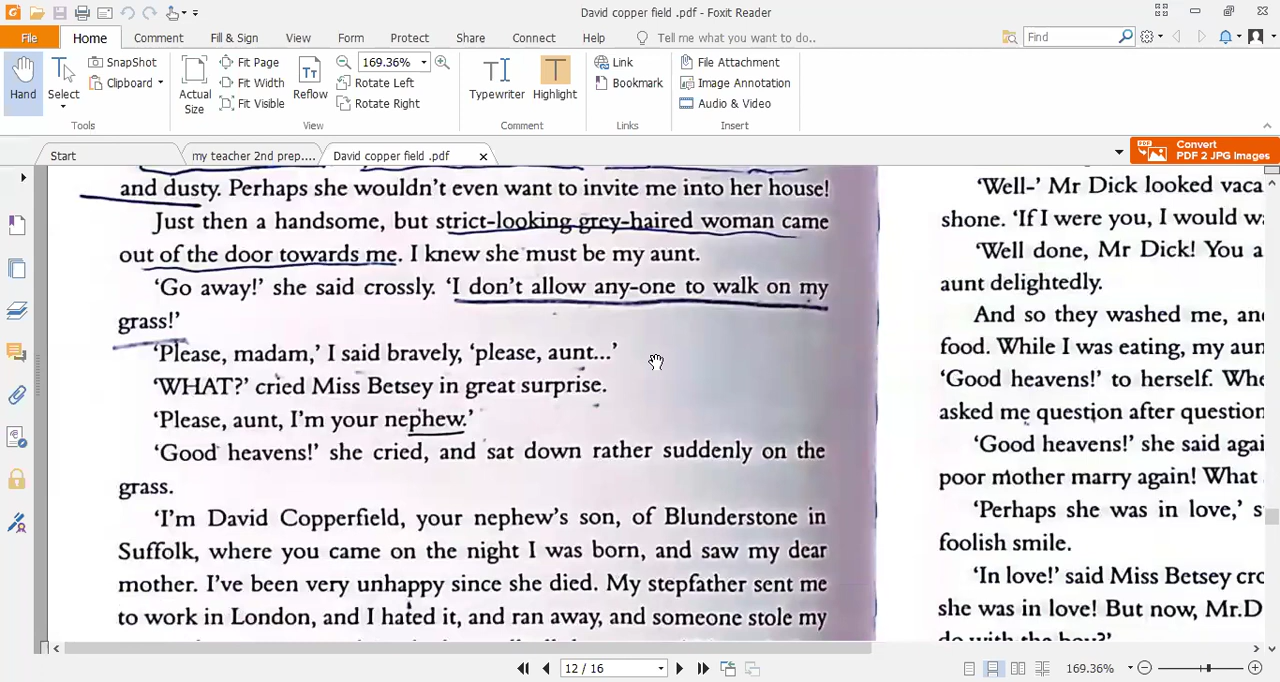 David copper field .pdf - Foxit Reader
File Home Comment Fill & Sign View Form Protect Share Connect Help Tell me what you want to do.. Find
Hand
Select
SnapShot
Clipboard
Tools
Actual Size
Fit Page
Fit Width
Fit Visible
Reflow
169.36%
Rotate Left
Rotate Right
View
Typewriter
Highlight
Comment
Link
Bookmark
Links
File Attachment
Image Annotation
Audio & Video
Insert
Start
my teacher 2nd prep....
David copper field .pdf
Convert
PDF 2 JPG Images
and dusty. Perhaps she wouldn't even want to invite me into her house!
Just then a handsome, but strict-looking grey-haired woman came
out of the door towards me. I knew she must be my aunt.
'Go away!' she said crossly. 'I don't allow any-one to walk on my
grass!'
'Please, madam,' I said bravely, 'please, aunt...'
'WHAT?' cried Miss Betsey in great surprise.
'Please, aunt, I'm your nephew.'
'Good heavens!' she cried, and sat down rather suddenly on the
grass.
'I'm David Copperfield, your nephew's son, of Blunderstone in
Suffolk, where you came on the night I was born, and saw my dear
mother. I've been very unhappy since she died. My stepfather sent me
to work in London, and I hated it, and ran away, and someone stole my
'Well-' Mr Dick looked vaca
shone. 'If I were you, I would wa
'Well done, Mr Dick! You a
aunt delightedly.
And so they washed me, and
food. While I was eating, my aun
'Good heavens!' to herself. Whe
asked me question after question
'Good heavens!' she said agai
poor mother marry again! What
'Perhaps she was in love,' s
foolish smile.
'In love!' said Miss Betsey cro
she was in love! But now, Mr.D
do with the boy?'
12 / 16
169.36%